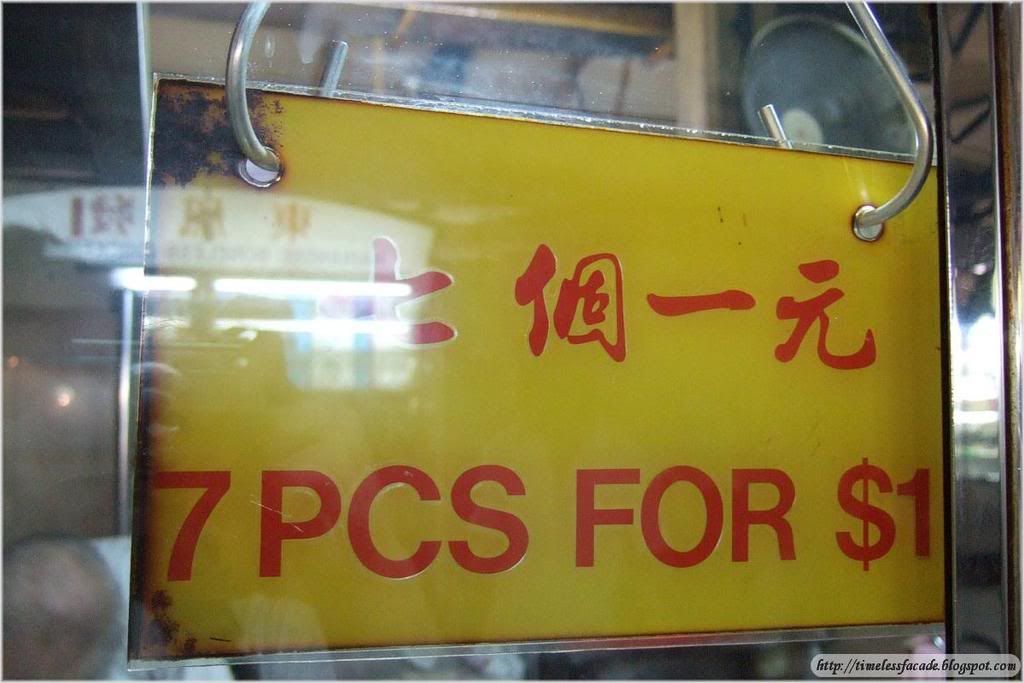 七個一元
7 PCS FOR $1
http://timelessfacade.blogspot.com